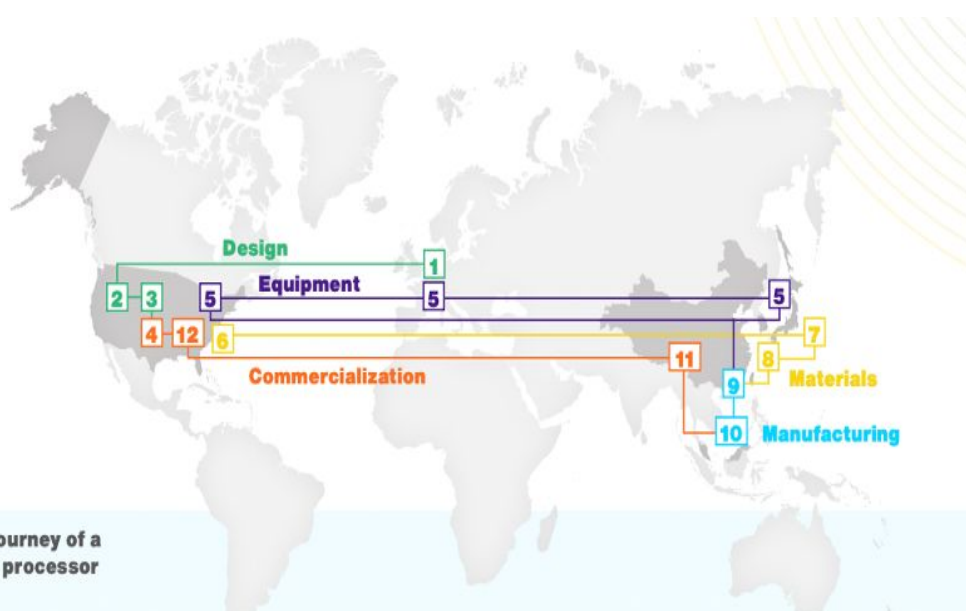 Design
1
2
3
5
Equipment
5
5
4
12
6
7
11
8
Commercialization
9
Materials
10
Manufacturing
ourney of a
processor